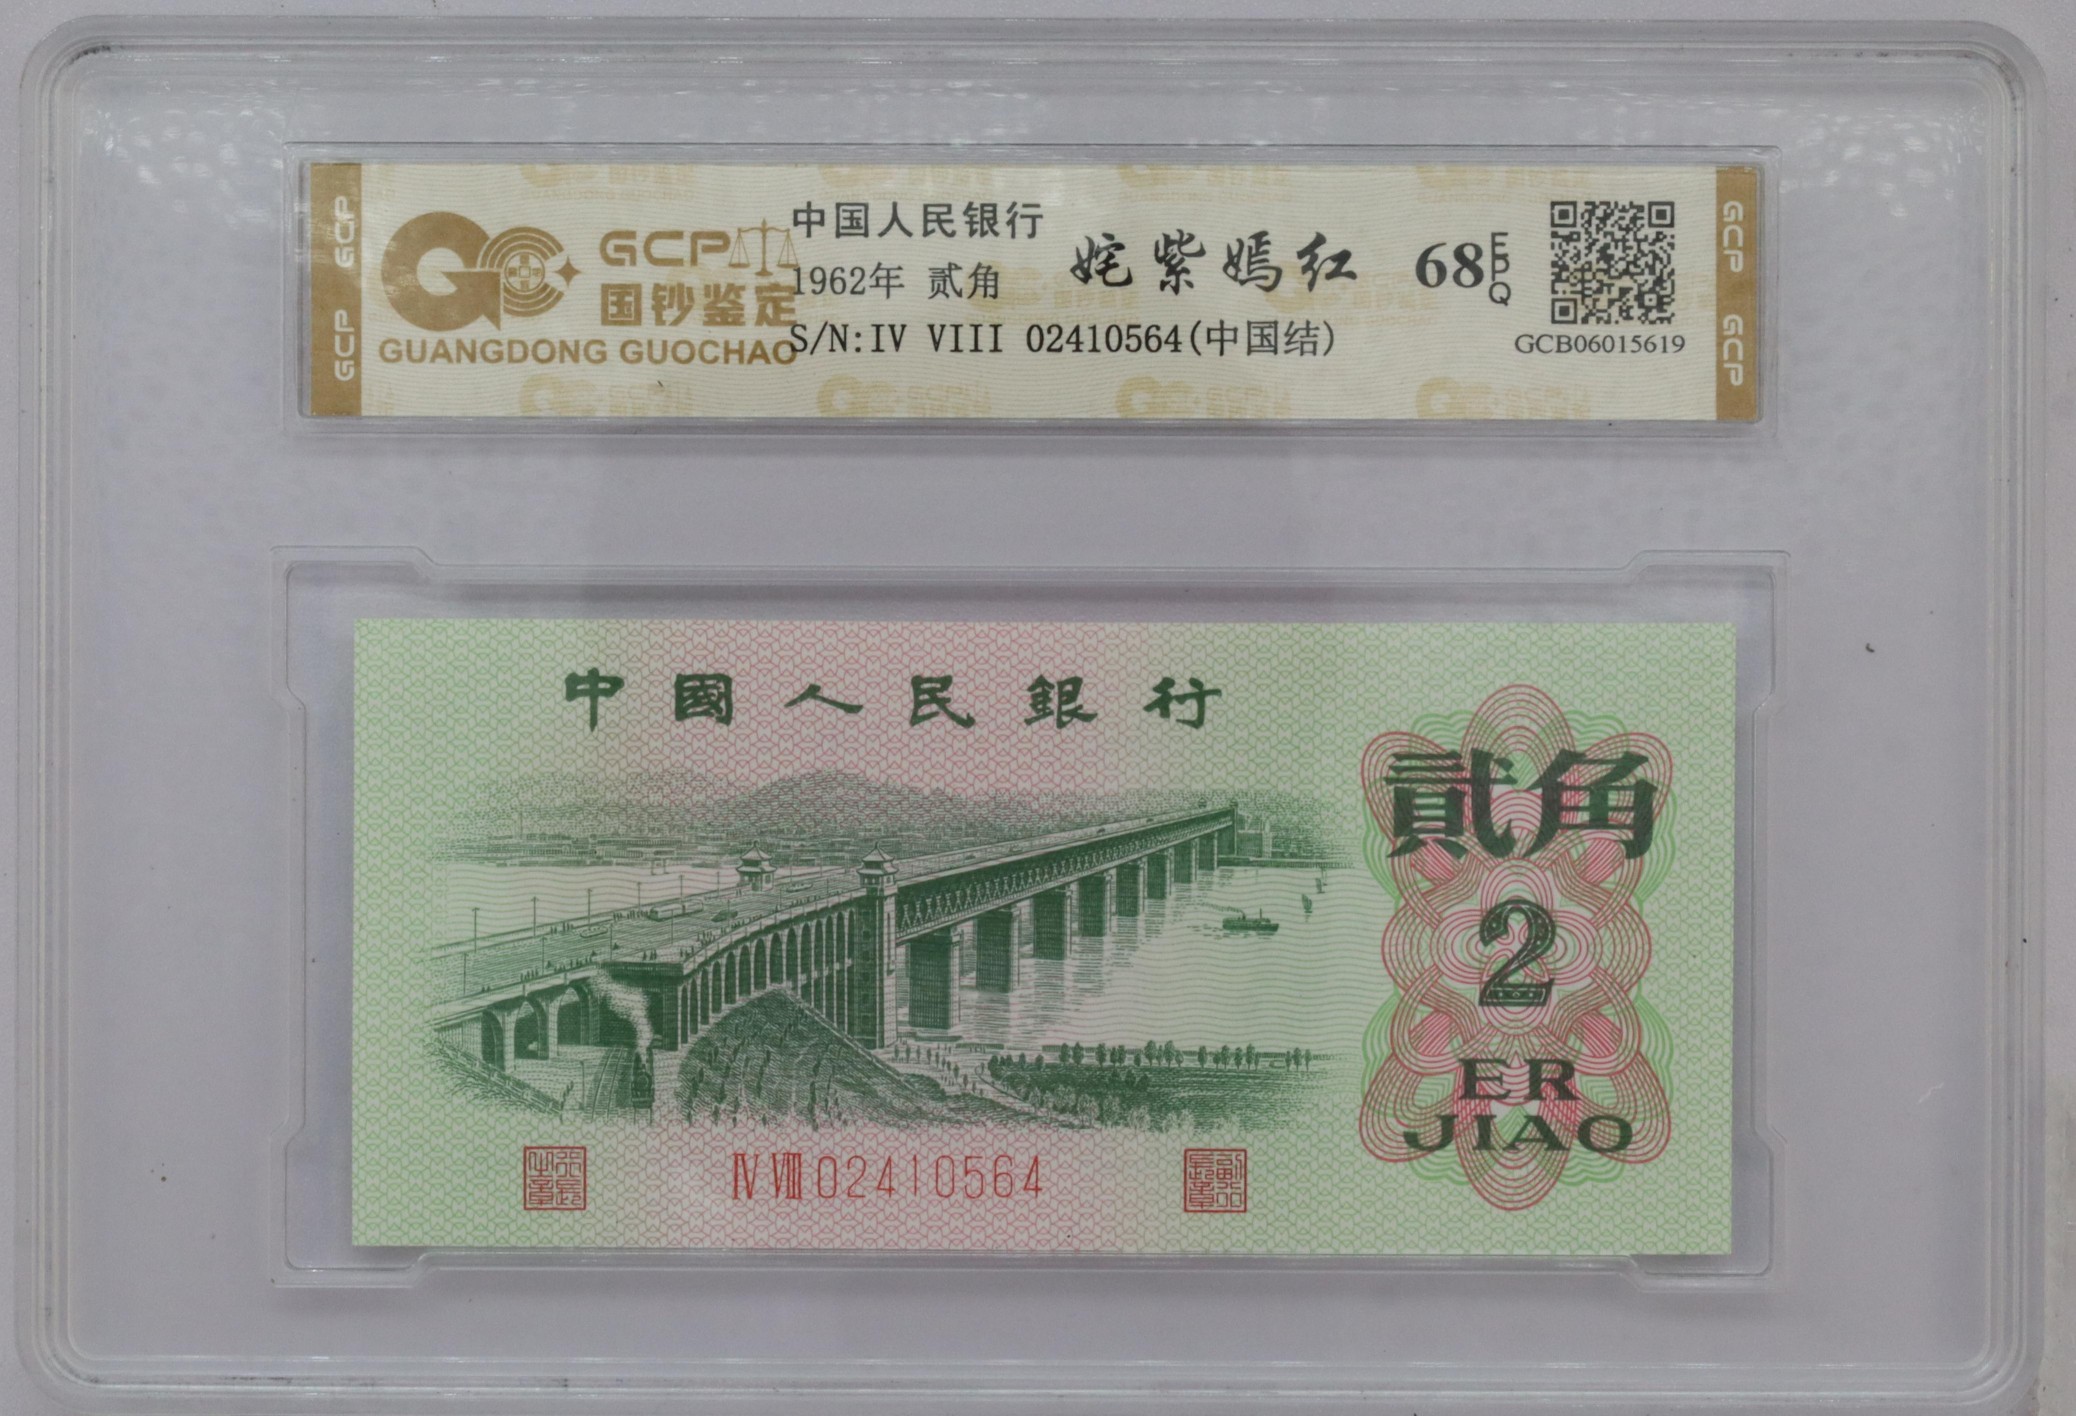 GCP
GCP
GCP
国钞鉴定
GUANGDONG GUOCHAO
中国人民银行
1962年 贰角
S/N:IV VIII 02410564(中国结)
姹紫嫣红
68
EPQ
GCB06015619
GCP
GCP
中國人民銀行
貳角
2
ER
JIAO
Ⅳ Ⅷ 02410564